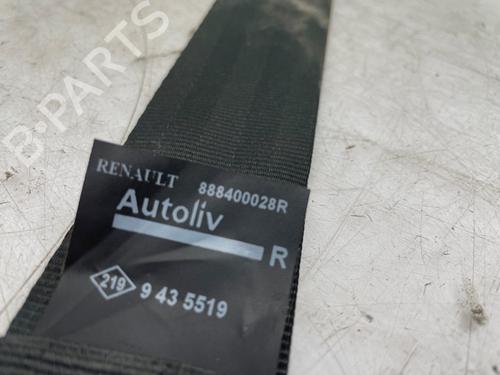 B-PARTS
RENAULT 888400028R
Autoliv
R
219 9 43 5519